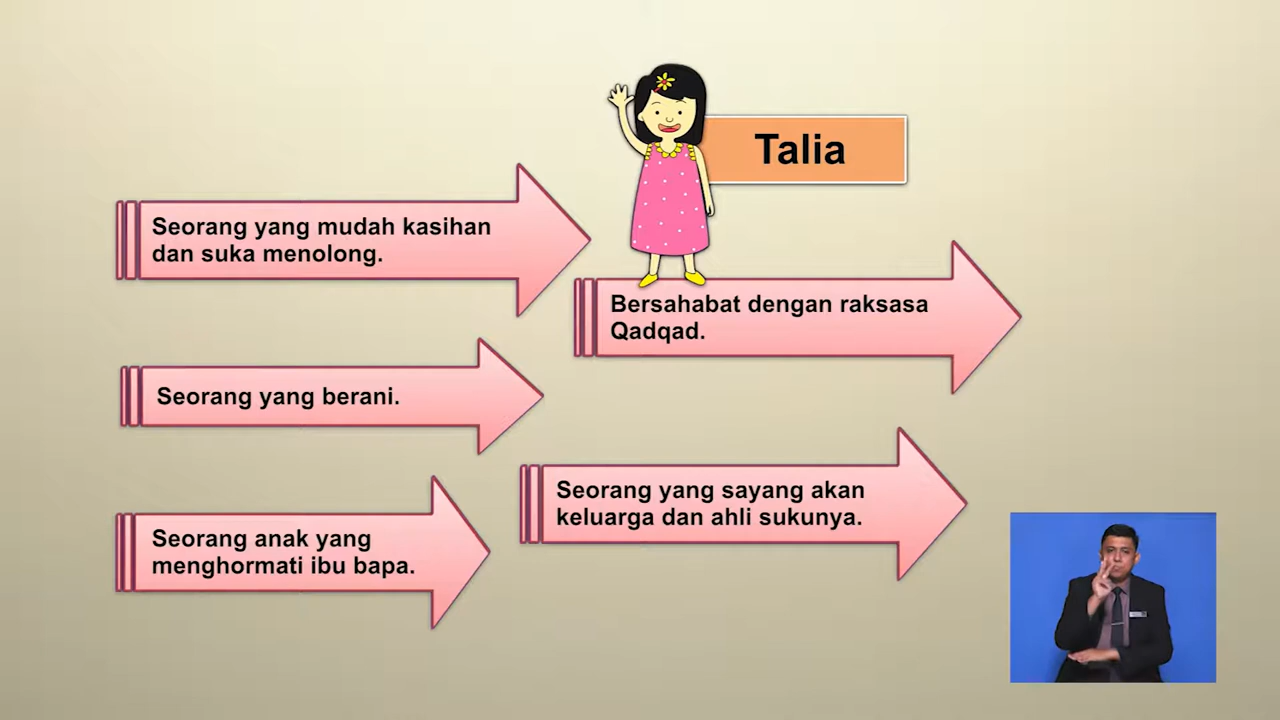 Talia
Seorang yang mudah kasihan
dan suka menolong.
Bersahabat dengan raksasa
Qadqad.
Seorang yang berani.
Seorang yang sayang akan
keluarga dan ahli sukunya.
Seorang anak yang
menghormati ibu bapa.